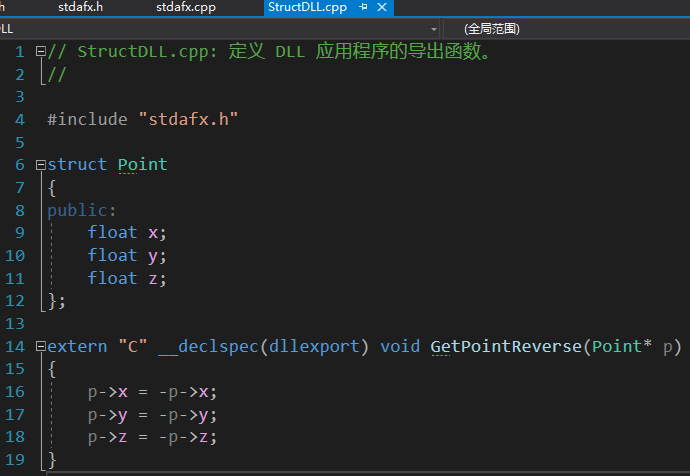 h stdafx.h stdafx.cpp StructDLL.cpp
LL (全局范围)
1 // StructDLL.cpp: 定义 DLL 应用程序的导出函数。
2 //
3
4 #include "stdafx.h"
5
6 struct Point
7 {
8 public:
9     float x;
10     float y;
11     float z;
12 };
13
14 extern "C" __declspec(dllexport) void GetPointReverse(Point* p)
15 {
16     p->x = -p->x;
17     p->y = -p->y;
18     p->z = -p->z;
19 }